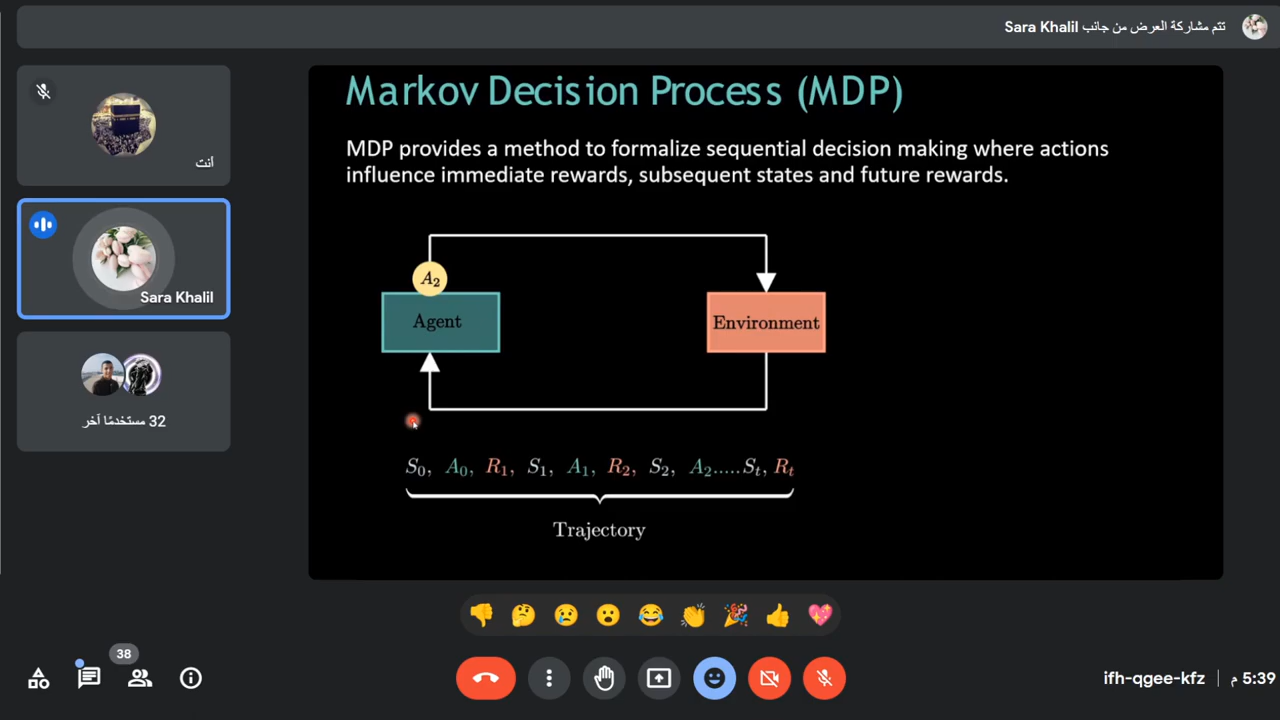 تتم مشاركة العرض من جانب Sara Khalil
أنت
Sara Khalil
32 مستخدمًا آخر
Markov Decision Process (MDP)
MDP provides a method to formalize sequential decision making where actions
influence immediate rewards, subsequent states and future rewards.
A₂
Agent
Environment
S₀, A₀, R₁, S₁, A₁, R₂, S₂, A₂.....Sₜ, Rₜ
Trajectory
38
ifh-qgee-kfz | 5:39 م